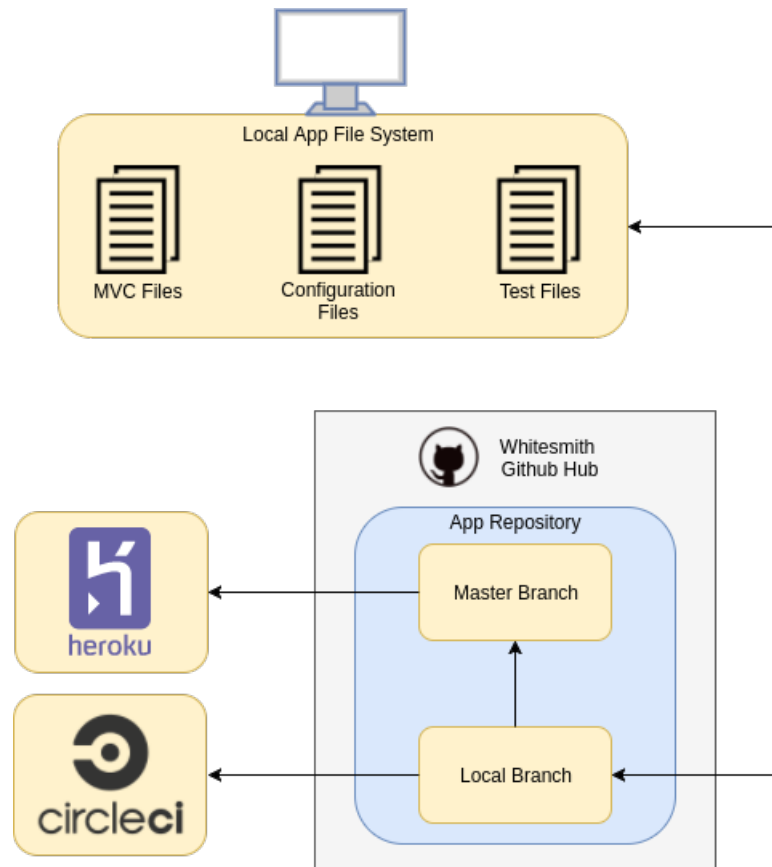 Local App File System
MVC Files
Configuration
Files
Test Files
Whitesmith
Github Hub
App Repository
Master Branch
heroku
Local Branch
circleci